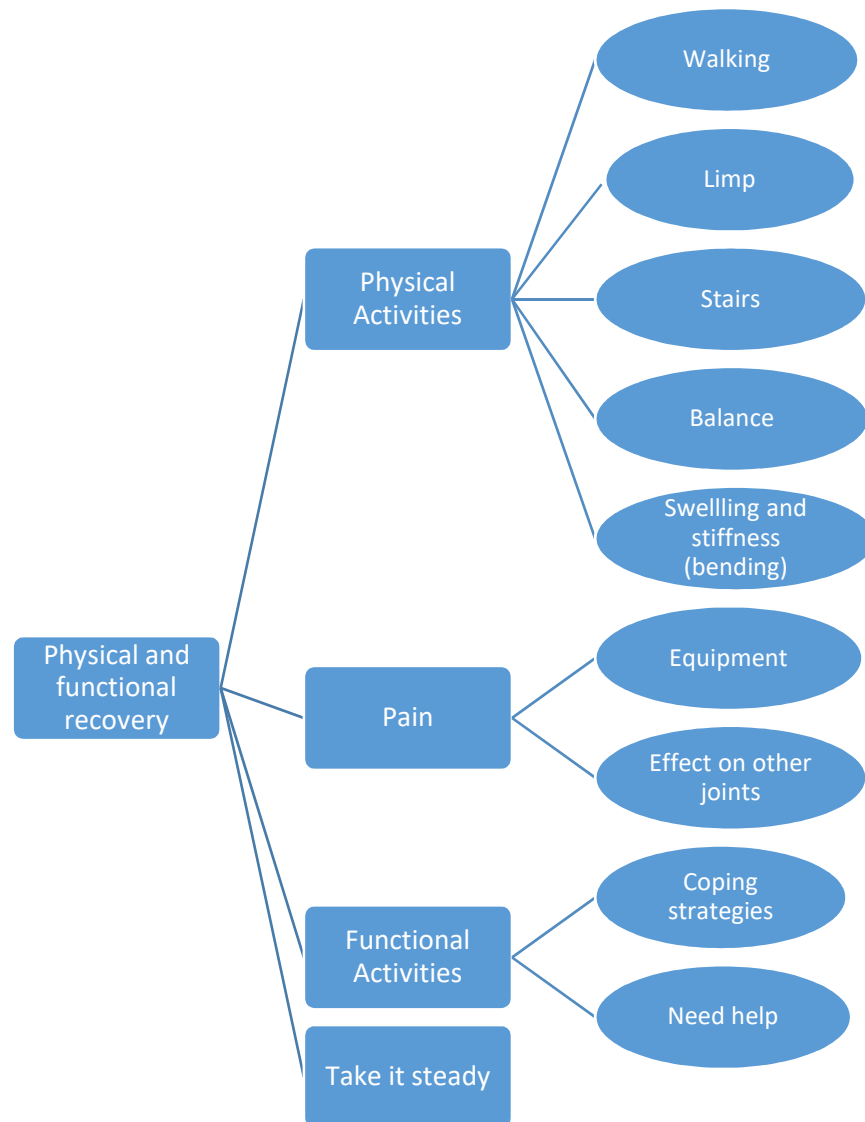 Walking
Limp
Physical
Activities
Stairs
Balance
Swellling and
stiffness
(bending)
Physical and
functional
recovery
Equipment
Pain
Effect on other
joints
Coping
strategies
Functional
Activities
Need help
Take it steady